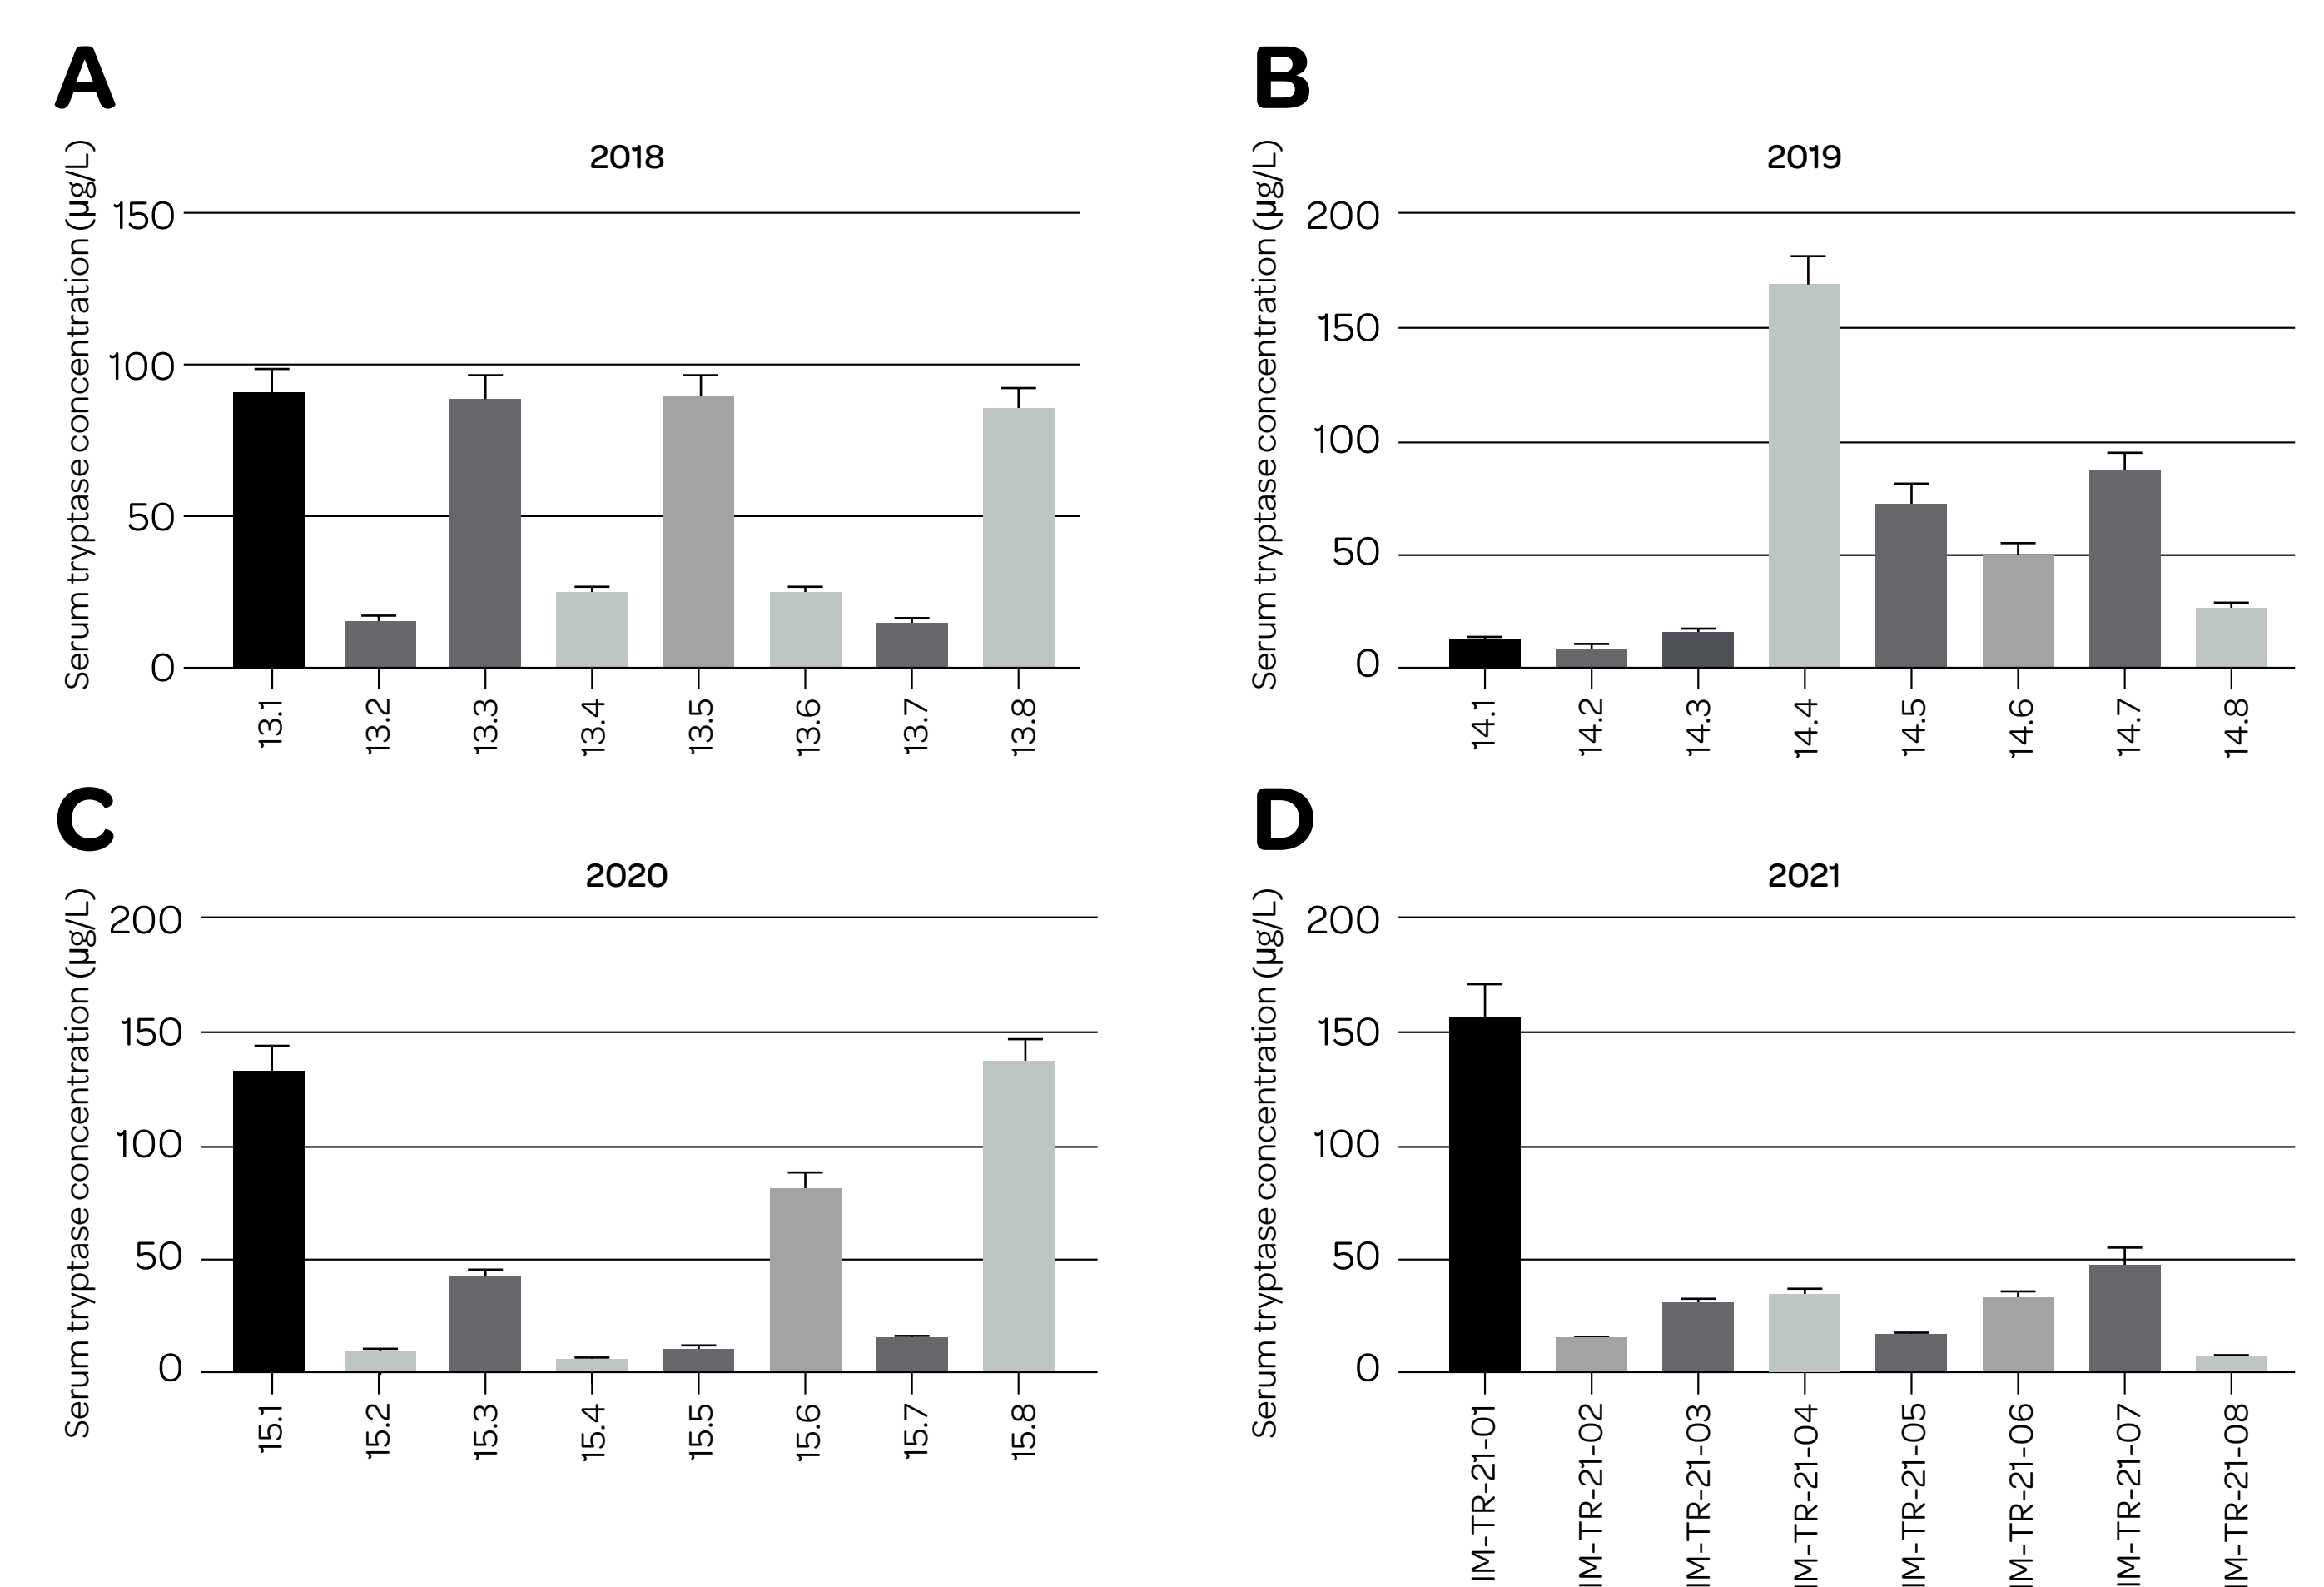 A
2018
Serum tryptase concentration (µg/L)
150
100
50
0
13.1
13.2
13.3
13.4
13.5
13.6
13.7
13.8
B
2019
Serum tryptase concentration (µg/L)
200
150
100
50
0
14.1
14.2
14.3
14.4
14.5
14.6
14.7
14.8
C
2020
Serum tryptase concentration (µg/L)
200
150
100
50
0
15.1
15.2
15.3
15.4
15.5
15.6
15.7
15.8
D
2021
Serum tryptase concentration (µg/L)
200
150
100
50
0
IM-TR-21-01
IM-TR-21-02
IM-TR-21-03
IM-TR-21-04
IM-TR-21-05
IM-TR-21-06
IM-TR-21-07
IM-TR-21-08